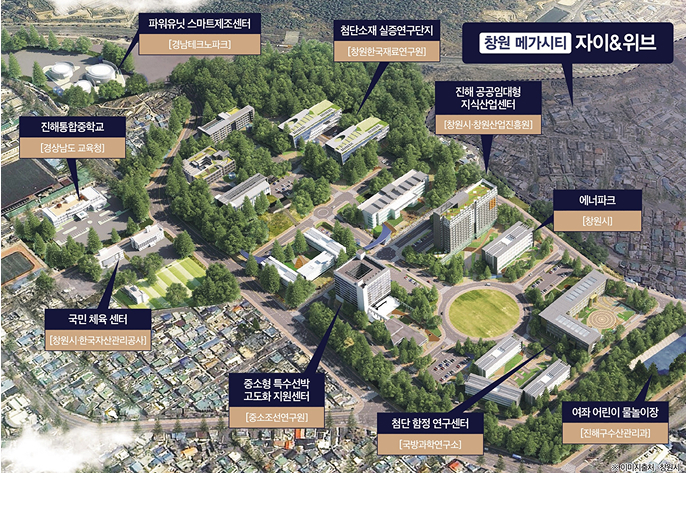 파워유닛 스마트제조센터
[경남테크노파크]
첨단소재 실증연구단지
[창원한국재료연구원]
창원 메가시티 자이&위브
진해 공공임대형
지식산업센터
[창원시·창원산업진흥원]
진해통합중학교
[경상남도 교육청]
에너파크
[창원시]
국민 체육 센터
[창원시·한국자산관리공사]
중소형 특수선박
고도화 지원센터
[중소조선연구원]
첨단 함정 연구센터
[국방과학연구소]
여좌 어린이 물놀이장
[진해구수산관리과]
※이미지출처_창원시